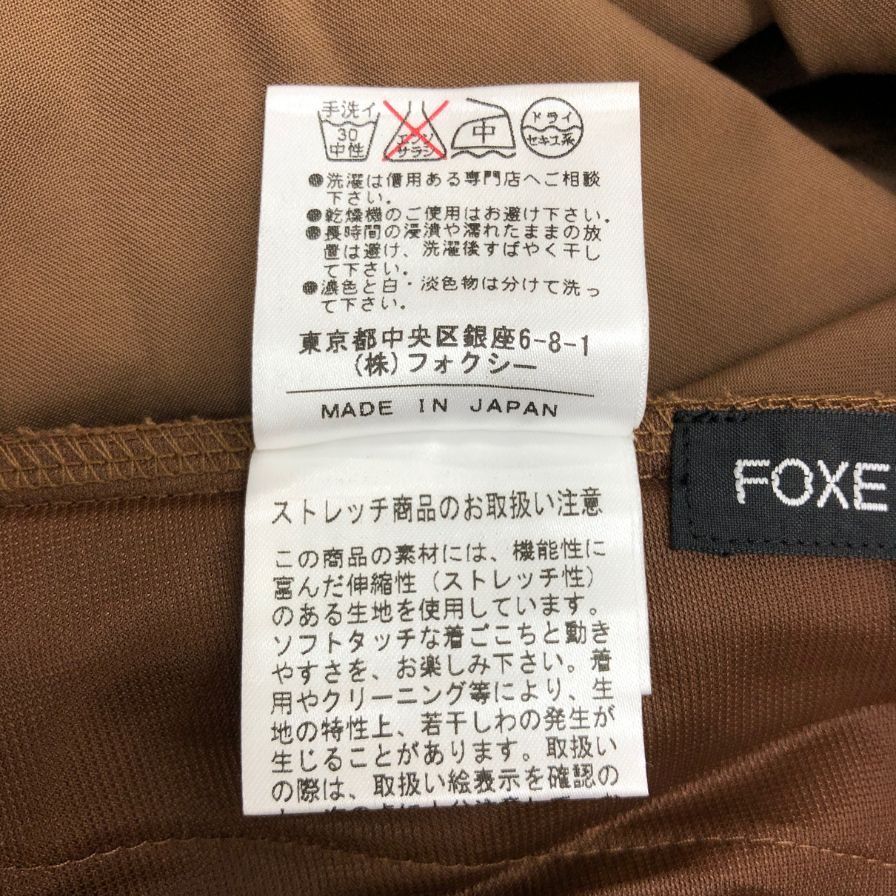 手洗イ
30
中性
エンソ
サラシ
中
ドライ
セキユ系
●洗濯は信用ある専門店へご相談
下さい。
●乾燥機のご使用はお避け下さい。
●長時間の浸漬や濡れたままの放
置は避け、洗濯後すばやく干し
て下さい。
●濃色と白・淡色物は分けて洗っ
て下さい。
東京都中央区銀座6-8-1
(株)フォクシー
MADE IN JAPAN
FOXE
ストレッチ商品のお取扱い注意
この商品の素材には、機能性に
富んだ伸縮性（ストレッチ性）
のある生地を使用しています。
ソフトタッチな着ごこちと動き
やすさを、お楽しみ下さい。着
用やクリーニング等により、生
地の特性上、若干しわの発生が
生じることがあります。取扱い
の際は、取扱い絵表示を確認の